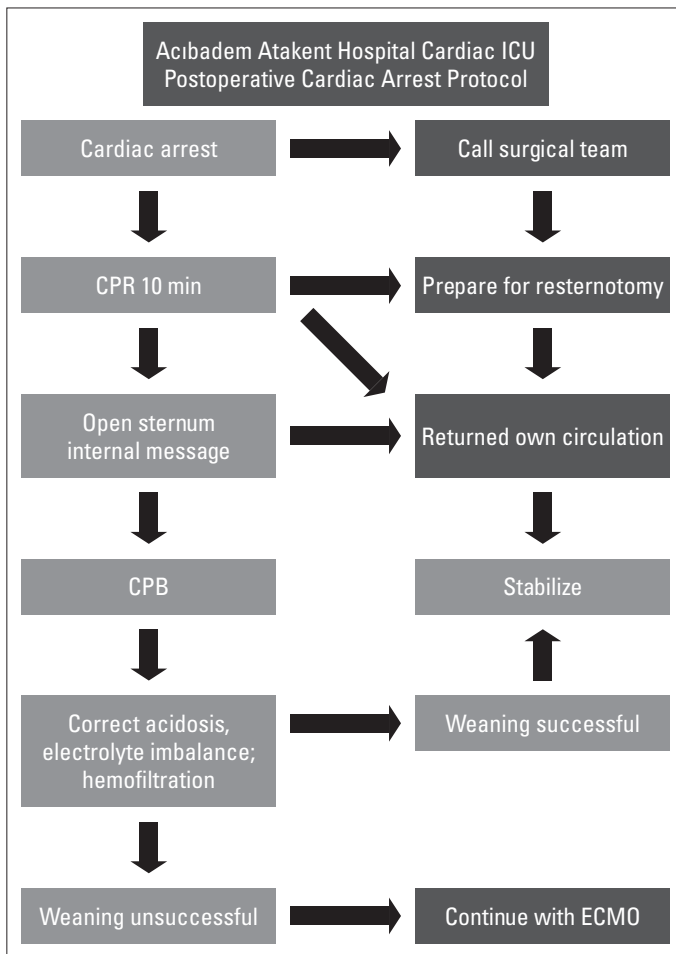 Acıbadem Atakent Hospital Cardiac ICU
Postoperative Cardiac Arrest Protocol
Cardiac arrest
Call surgical team
CPR 10 min
Prepare for resternotomy
Open sternum
internal message
Returned own circulation
CPB
Stabilize
Correct acidosis,
electrolyte imbalance;
hemofiltration
Weaning successful
Weaning unsuccessful
Continue with ECMO